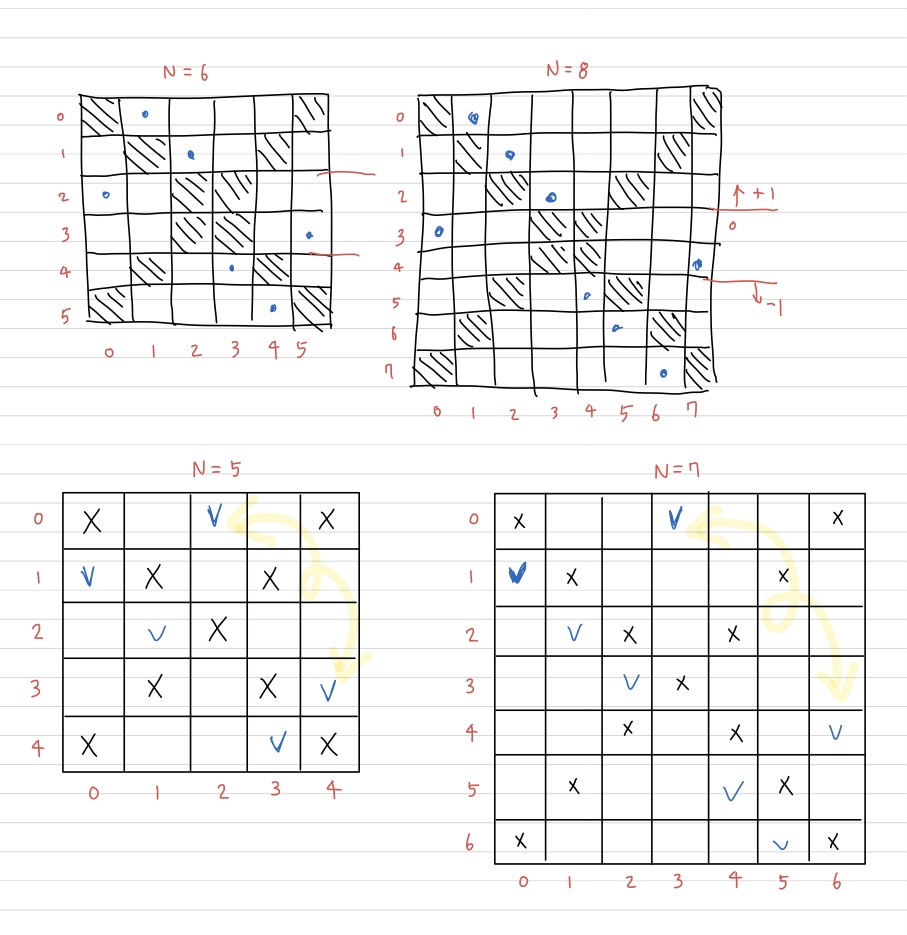 N = 6
N = 8
0
1
2
3
4
5
0 1 2 3 4 5
0
1
2
3
4
5
6
7
↑ +1
0
↓ -1
0 1 2 3 4 5 6 7
N = 5
N = 7
0 X V X
1 V X X
2 V X
3 X X V
4 X V X
0 1 2 3 4
0 X V X
1 V X X
2 V X X
3 V X
4 X X V
5 X V X
6 X V X
0 1 2 3 4 5 6